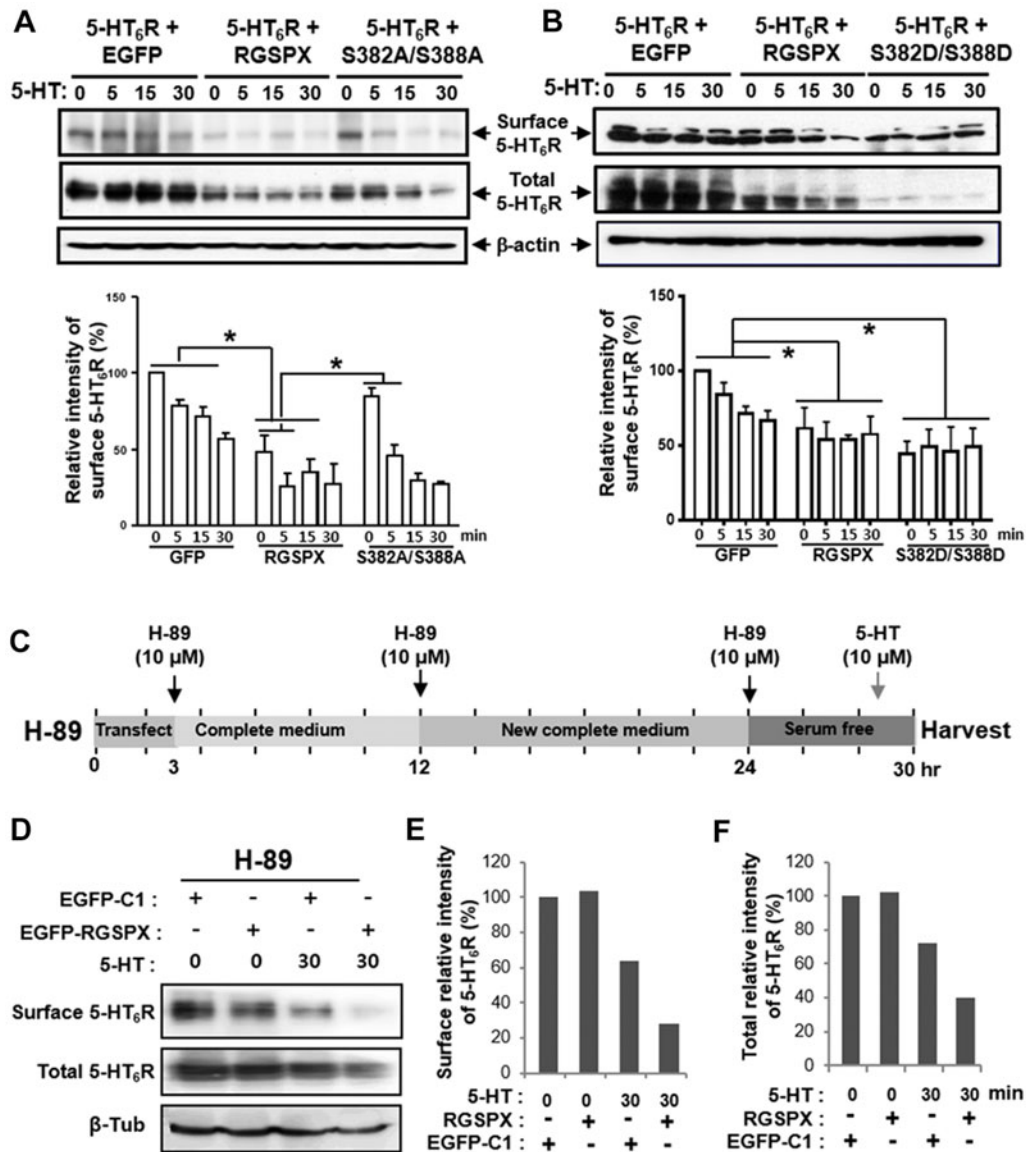 A
5-HT6R + EGFP
5-HT6R + RGSPX
5-HT6R + S382A/S388A
5-HT: 0 5 15 30 0 5 15 30 0 5 15 30
B
5-HT6R + EGFP
5-HT6R + RGSPX
5-HT6R + S382D/S388D
0 5 15 30 0 5 15 30 0 5 15 30
Surface 5-HT6R
Total 5-HT6R
β-actin
Relative intensity of surface 5-HT6R (%)
150
100
50
0
*
*
0 5 15 30 0 5 15 30 0 5 15 30 min
GFP RGSPX S382A/S388A
Relative intensity of surface 5-HT6R (%)
150
100
50
0
*
*
0 5 15 30 0 5 15 30 0 5 15 30 min
GFP RGSPX S382D/S388D
C
H-89 (10 μM)
H-89 (10 μM)
H-89 (10 μM)
5-HT (10 μM)
H-89 Transfect Complete medium New complete medium Serum free Harvest
0 3 12 24 30 hr
D
H-89
EGFP-C1 : + - + -
EGFP-RGSPX : - + - +
5-HT : 0 0 30 30
Surface 5-HT6R
Total 5-HT6R
β-Tub
E
Surface relative intensity of 5-HT6R (%)
120
100
80
60
40
20
0
5-HT : 0 0 30 30
RGSPX : - + - +
EGFP-C1 : + - + -
F
Total relative intensity of 5-HT6R (%)
120
100
80
60
40
20
0
5-HT : 0 0 30 30 min
RGSPX : - + - +
EGFP-C1 : + - + -